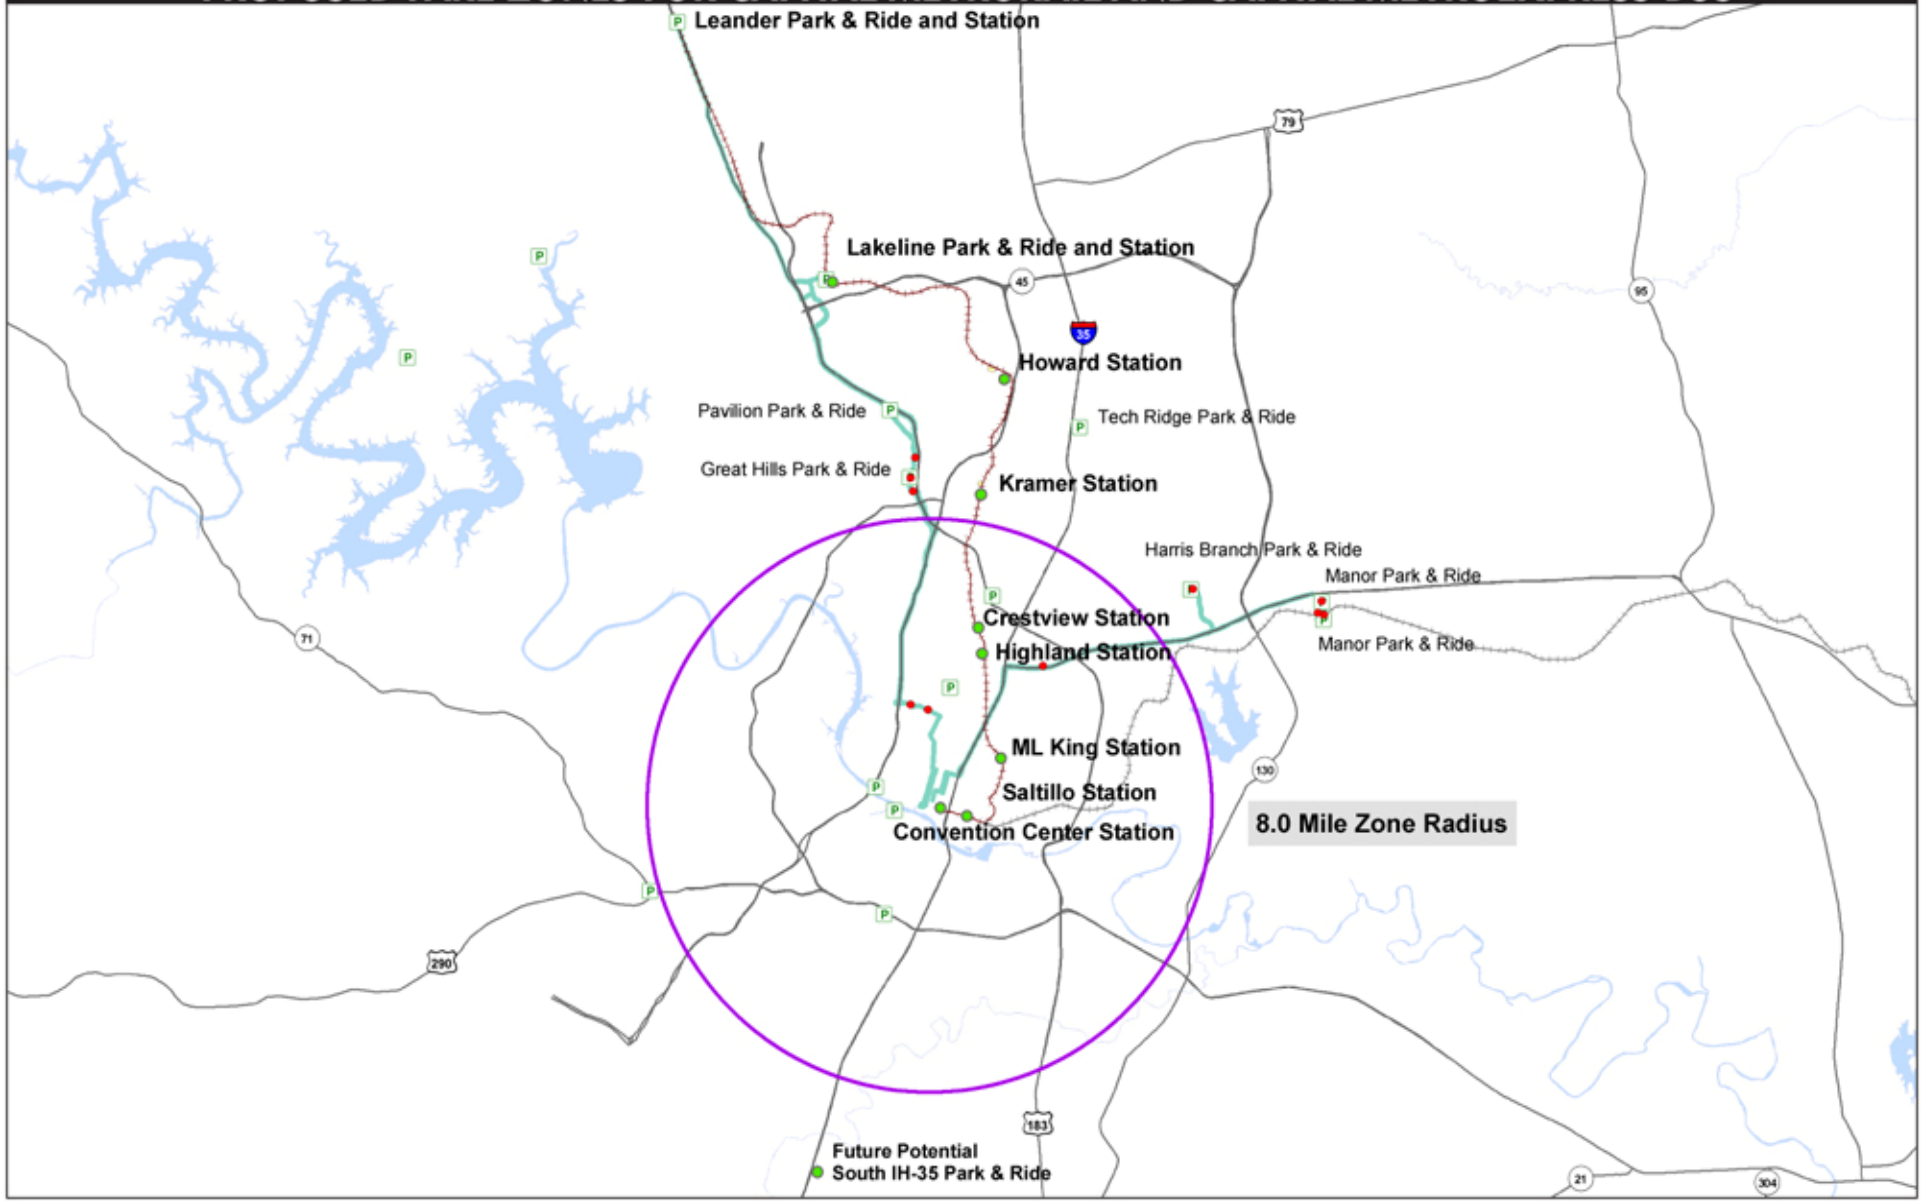 Leander Park & Ride and Station
79
Lakeline Park & Ride and Station
P
45
95
P
35
Howard Station
P
Pavilion Park & Ride
P
Tech Ridge Park & Ride
P
Great Hills Park & Ride
Kramer Station
Harris Branch Park & Ride
Manor Park & Ride
P
P
Crestview Station
71
Manor Park & Ride
Highland Station
P
ML King Station
130
P
Saltillo Station
P
8.0 Mile Zone Radius
Convention Center Station
P
P
290
183
Future Potential
South IH-35 Park & Ride
21
304